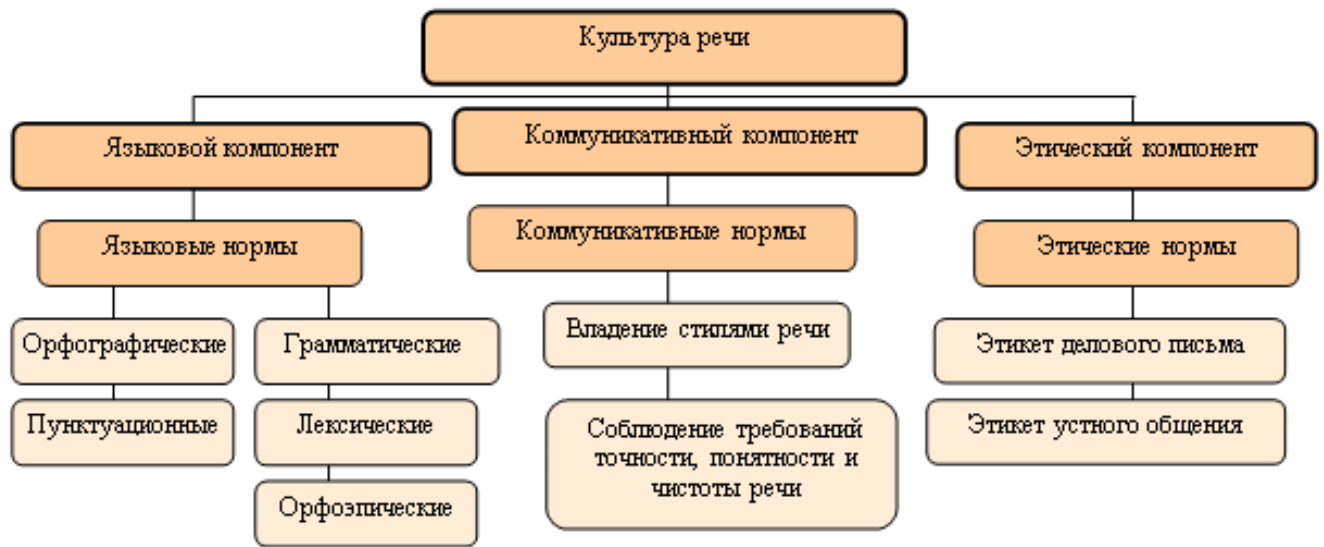 Культура речи
Языковой компонент
Коммуникативный компонент
Этический компонент
Языковые нормы
Коммуникативные нормы
Этические нормы
Орфографические
Грамматические
Владение стилями речи
Этикет делового письма
Пунктуационные
Лексические
Соблюдение требований
точности, понятности и
чистоты речи
Этикет устного общения
Орфоэпические